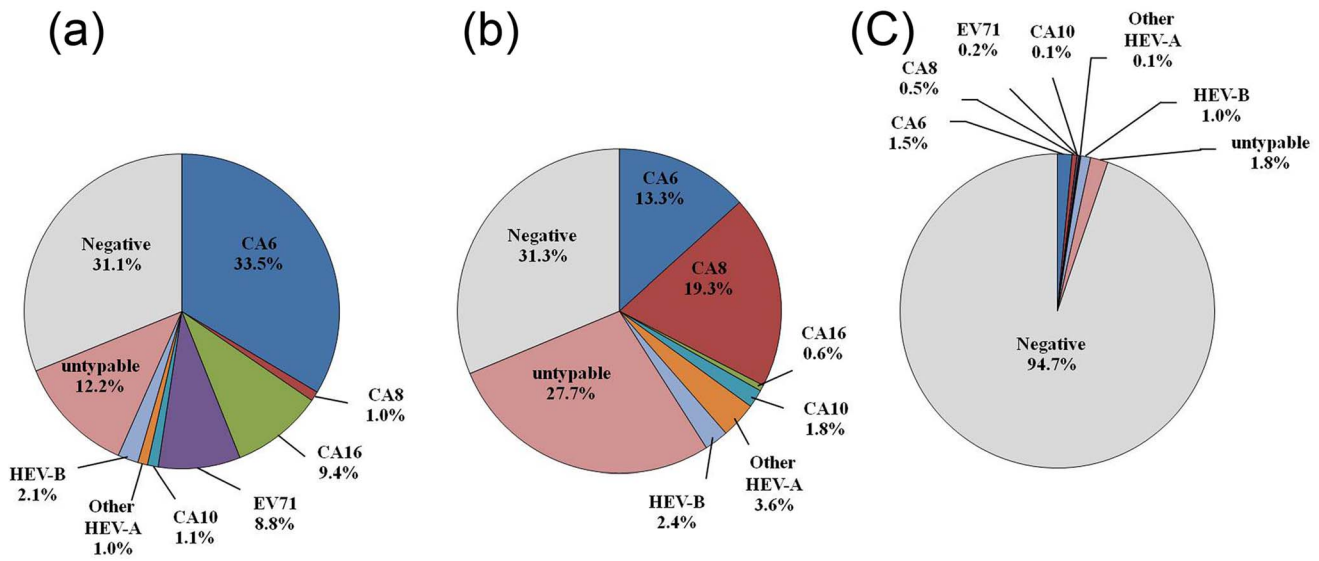 (a)
CA6
33.5%
CA8
1.0%
CA16
9.4%
EV71
8.8%
CA10
1.1%
Other
HEV-A
1.0%
HEV-B
2.1%
untypable
12.2%
Negative
31.1%
(b)
CA6
13.3%
CA8
19.3%
CA16
0.6%
CA10
1.8%
Other
HEV-A
3.6%
HEV-B
2.4%
untypable
27.7%
Negative
31.3%
(C)
CA6
1.5%
CA8
0.5%
EV71
0.2%
CA10
0.1%
Other
HEV-A
0.1%
HEV-B
1.0%
untypable
1.8%
Negative
94.7%